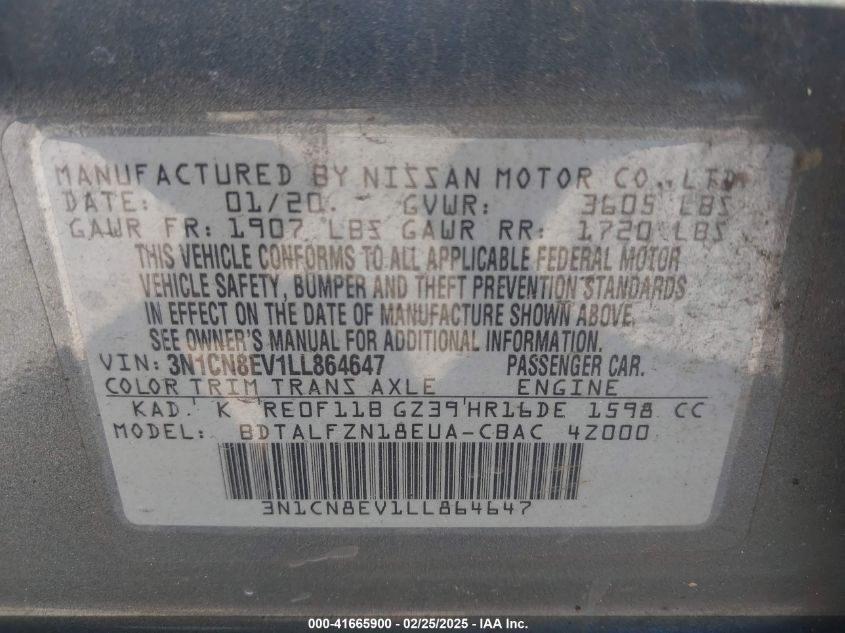 MANUFACTURED BY NISSAN MOTOR CO., LTD.
DATE: 01/20 GVWR: 3605 LBS
GAWR FR: 1907 LBS GAWR RR: 1720 LBS
THIS VEHICLE CONFORMS TO ALL APPLICABLE FEDERAL MOTOR
VEHICLE SAFETY, BUMPER AND THEFT PREVENTION STANDARDS
IN EFFECT ON THE DATE OF MANUFACTURE SHOWN ABOVE.
SEE OWNER'S MANUAL FOR ADDITIONAL INFORMATION.
VIN: 3N1CN8EV1LL864647 PASSENGER CAR.
COLOR TRIM TRANS AXLE ENGINE
KAD K RE0F11B GZ39 HR16DE 1598 CC
MODEL: BDTALFZN18EUA-CBAC 4Z000
3N1CN8EV1LL864647
000-41665900 - 02/25/2025 - IAA Inc.